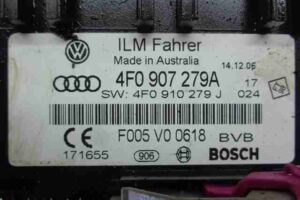 ILM Fahrer
Made in Australia
14.12.06
4F0 907 279A
17
SW: 4F0 910 279 J 024
CE F005 V0 0618 BVB
171655 906 BOSCH